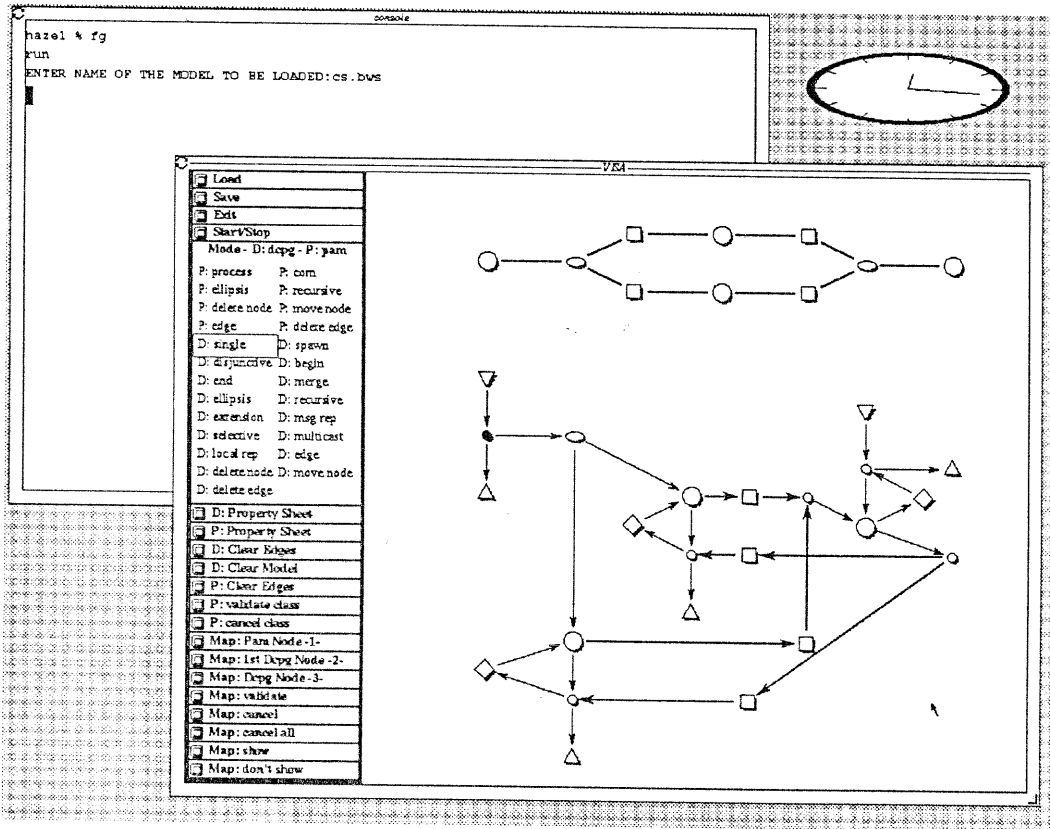 console
hazel % fg
run
ENTER NAME OF THE MODEL TO BE LOADED:cs.bws
VEA
Load
Save
Exit
Start/Stop
Mode - D: dcpg - P: pam
P: process P: com
P: ellipsis P: recursive
P: delete node P: move node
P: edge P: delete edge
D: single D: spawn
D: disjunctive D: begin
D: end D: merge
D: ellipsis D: recursive
D: extension D: msg rep
D: selective D: multicast
D: local rep D: edge
D: delete node D: move node
D: delete edge
D: Property Sheet
P: Property Sheet
D: Clear Edges
D: Clear Model
P: Clear Edges
P: validate class
P: cancel class
Map: Pam Node -1-
Map: 1st Dcpg Node -2-
Map: Dcpg Node -3-
Map: validate
Map: cancel
Map: cancel all
Map: show
Map: don't show